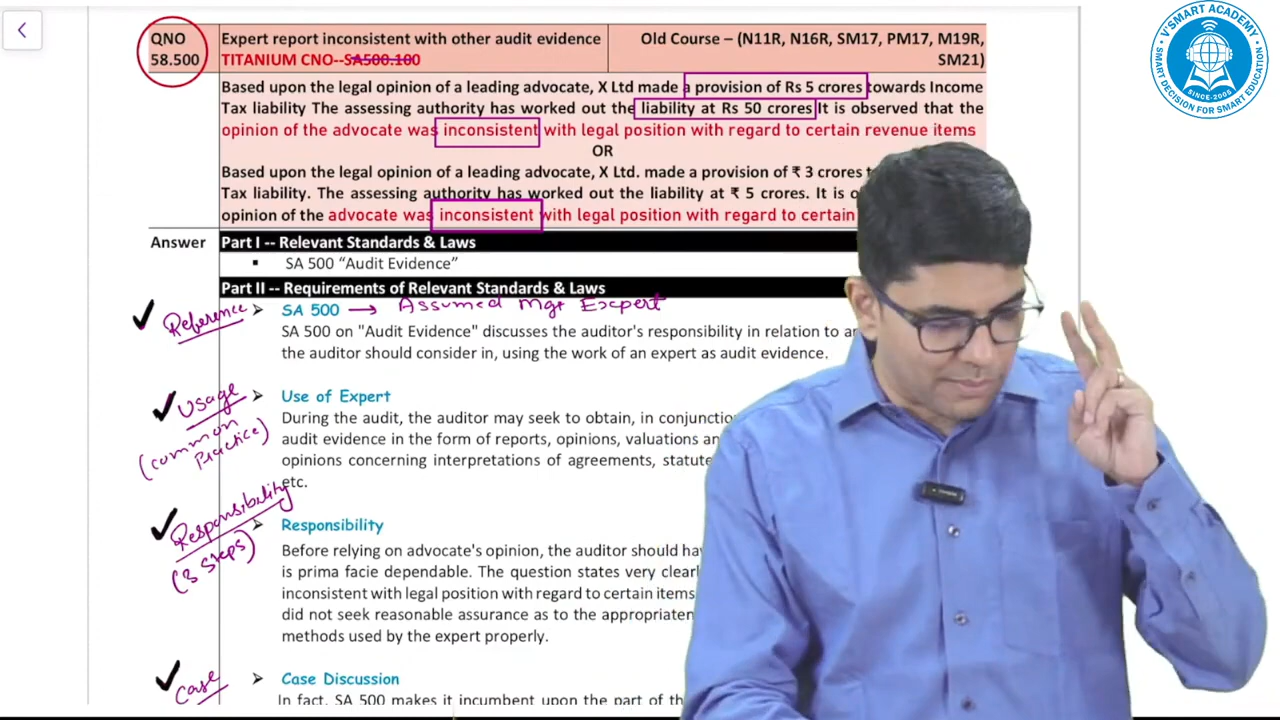 QNO
58.500
Expert report inconsistent with other audit evidence
TITANIUM CNO--SA500.100
Old Course – (N11R, N16R, SM17, PM17, M19R,
SM21)
Based upon the legal opinion of a leading advocate, X Ltd made a provision of Rs 5 crores towards Income
Tax liability The assessing authority has worked out the liability at Rs 50 crores It is observed that the
opinion of the advocate was inconsistent with legal position with regard to certain revenue items
OR
Based upon the legal opinion of a leading advocate, X Ltd. made a provision of ₹ 3 crores
Tax liability. The assessing authority has worked out the liability at ₹ 5 crores. It is
opinion of the advocate was inconsistent with legal position with regard to certain
Answer
Part I -- Relevant Standards & Laws
▪ SA 500 “Audit Evidence”
Part II -- Requirements of Relevant Standards & Laws
Reference
➢ SA 500 → Assumed Mgt Expert
SA 500 on "Audit Evidence" discusses the auditor's responsibility in relation to
the auditor should consider in, using the work of an expert as audit evidence.
Usage
(common
Practice)
➢ Use of Expert
During the audit, the auditor may seek to obtain, in
audit evidence in the form of reports, opinions, valuations
opinions concerning interpretations of agreements,
etc.
Responsibility
(3 Steps)
➢ Responsibility
Before relying on advocate's opinion, the auditor should
is prima facie dependable. The question states very
inconsistent with legal position with regard to certain items
did not seek reasonable assurance as to the
methods used by the expert properly.
Case
➢ Case Discussion
In fact, SA 500 makes it incumbent upon the part of
V'SMART ACADEMY
SINCE-2005
SMART DECISION FOR SMART EDUCATION